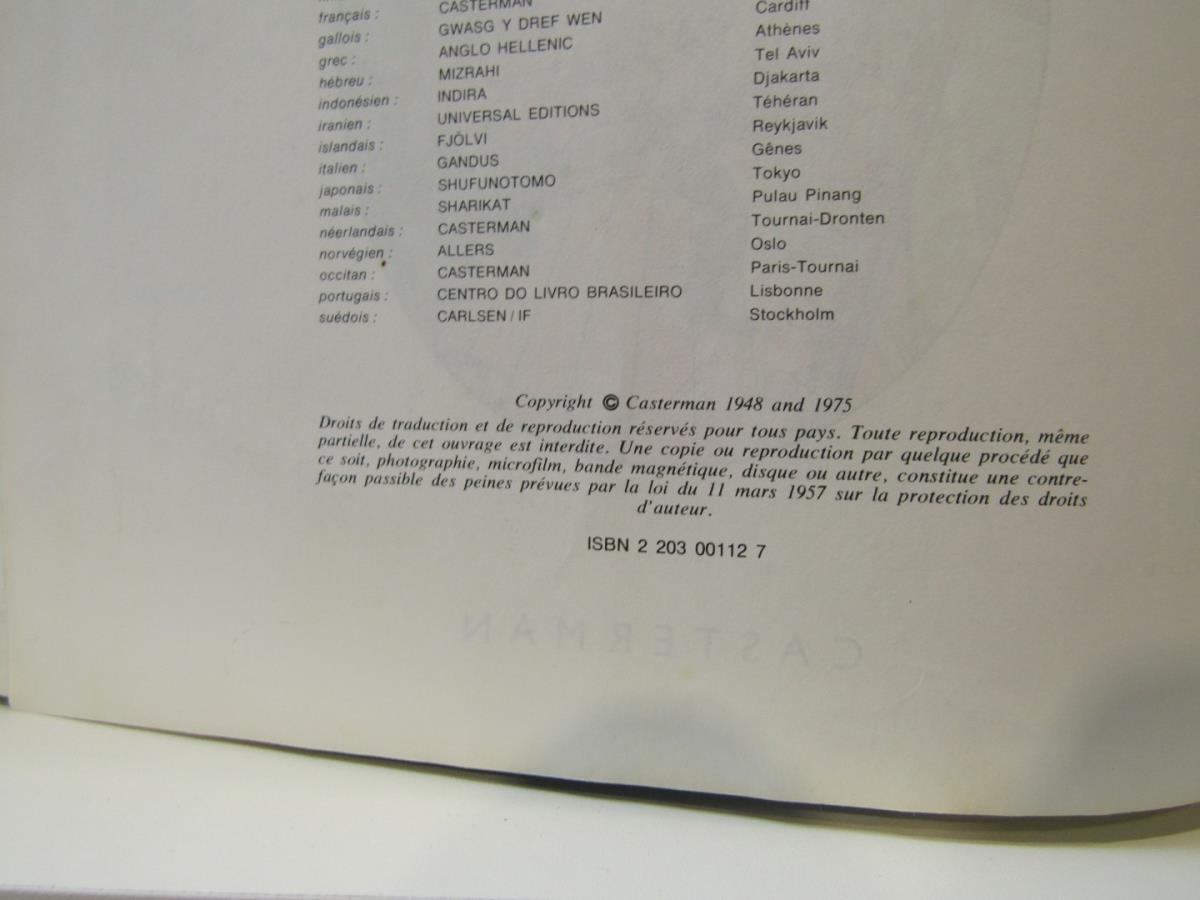 français : CASTERMAN
gallois : GWASG Y DREF WEN Cardiff
grec : ANGLO HELLENIC Athènes
hébreu : MIZRAHI Tel Aviv
indonésien : INDIRA Djakarta
iranien : UNIVERSAL EDITIONS Téhéran
islandais : FJÖLVI Reykjavik
italien : GANDUS Gênes
japonais : SHUFUNOTOMO Tokyo
malais : SHARIKAT Pulau Pinang
néerlandais : CASTERMAN Tournai-Dronten
norvégien : ALLERS Oslo
occitan : CASTERMAN Paris-Tournai
portugais : CENTRO DO LIVRO BRASILEIRO Lisbonne
suédois : CARLSEN / IF Stockholm
Copyright © Casterman 1948 and 1975
Droits de traduction et de reproduction réservés pour tous pays. Toute reproduction, même
partielle, de cet ouvrage est interdite. Une copie ou reproduction par quelque procédé que
ce soit, photographie, microfilm, bande magnétique, disque ou autre, constitue une contre-
façon passible des peines prévues par la loi du 11 mars 1957 sur la protection des droits
d'auteur.
ISBN 2 203 00112 7
CASTERMAN